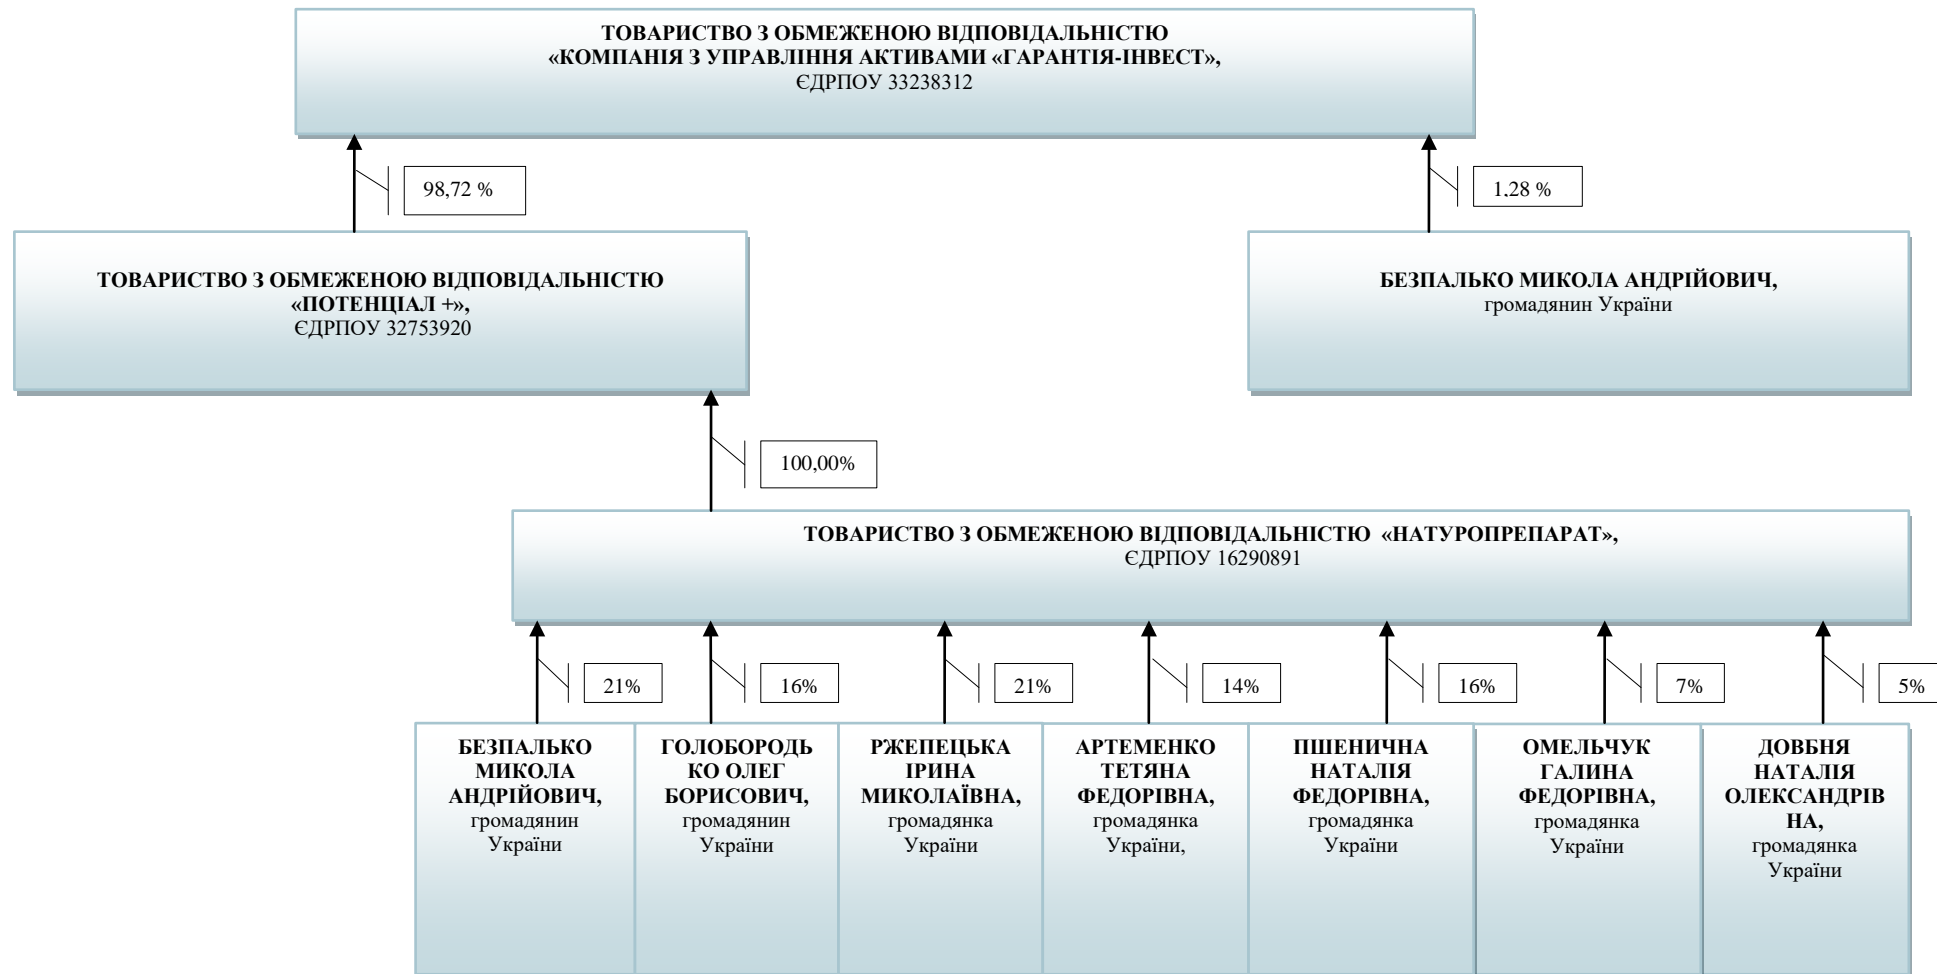 ТОВАРИСТВО З ОБМЕЖЕНОЮ ВІДПОВІДАЛЬНІСТЮ
«КОМПАНІЯ З УПРАВЛІННЯ АКТИВАМИ «ГАРАНТІЯ-ІНВЕСТ»,
ЄДРПОУ 33238312
98,72 %
1,28 %
ТОВАРИСТВО З ОБМЕЖЕНОЮ ВІДПОВІДАЛЬНІСТЮ
«ПОТЕНЦІАЛ +»,
ЄДРПОУ 32753920
БЕЗПАЛЬКО МИКОЛА АНДРІЙОВИЧ,
громадянин України
100,00%
ТОВАРИСТВО З ОБМЕЖЕНОЮ ВІДПОВІДАЛЬНІСТЮ «НАТУРОПРЕПАРАТ»,
ЄДРПОУ 16290891
21%
16%
21%
14%
16%
7%
5%
БЕЗПАЛЬКО
МИКОЛА
АНДРІЙОВИЧ,
громадянин
України
ГОЛОБОРОДЬ
КО ОЛЕГ
БОРИСОВИЧ,
громадянин
України
РЖЕПЕЦЬКА
ІРИНА
МИКОЛАЇВНА,
громадянка
України
АРТЕМЕНКО
ТЕТЯНА
ФЕДОРІВНА,
громадянка
України,
ПШЕНИЧНА
НАТАЛІЯ
ФЕДОРІВНА,
громадянка
України
ОМЕЛЬЧУК
ГАЛИНА
ФЕДОРІВНА,
громадянка
України
ДОВБНЯ
НАТАЛІЯ
ОЛЕКСАНДРІВ
НА,
громадянка
України